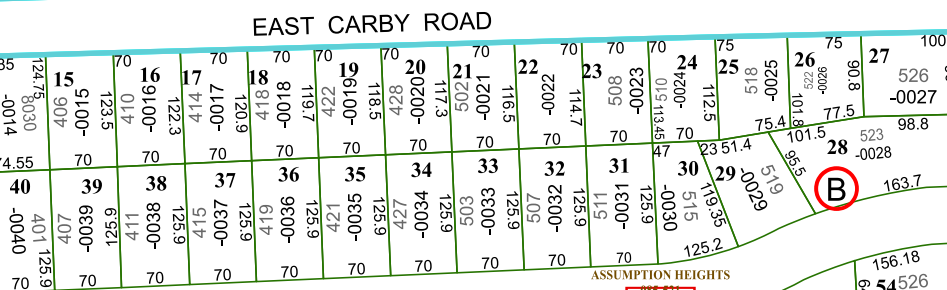 EAST CARBY ROAD
35 124.75 70 70 70 70 70 70 75 75 100
15 16 17 18 19 20 21 22 23 24 25 26 27
-0014 8030 406 -0015 123.5 410 -0016 122.3 414 -0017 120.9 418 -0018 119.7 422 -0019 118.5 428 -0020 117.3 502 -0021 116.5 -0022 114.7 508 -0023 113.45 510 -0024 112.5 518 -0025 101.8 522 -0026 90.8 526 -0027
74.55 70 70 70 70 70 70 70 70 70 75.4 77.5 98.8
47 23 51.4 101.5
40 39 38 37 36 35 34 33 32 31 30 29 28
-0040 401 125.9 407 -0039 125.9 411 -0038 125.9 415 -0037 125.9 419 -0036 125.9 421 -0035 125.9 427 -0034 125.9 503 -0033 125.9 507 -0032 125.9 511 -0031 125.9 -0030 515 119.35 -0029 519 95.5 523 -0028
B
163.7
70 70 70 70 70 70 70 70 70 70 125.2
ASSUMPTION HEIGHTS
156.18
54 526